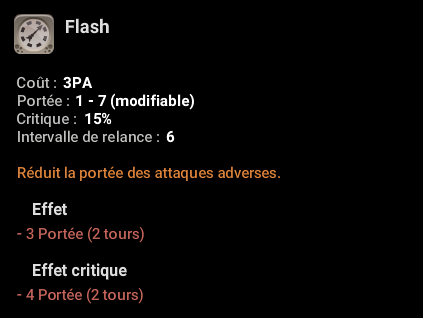 Flash
Coût : 3PA
Portée : 1 - 7 (modifiable)
Critique : 15%
Intervalle de relance : 6
Réduit la portée des attaques adverses.
Effet
- 3 Portée (2 tours)
Effet critique
- 4 Portée (2 tours)